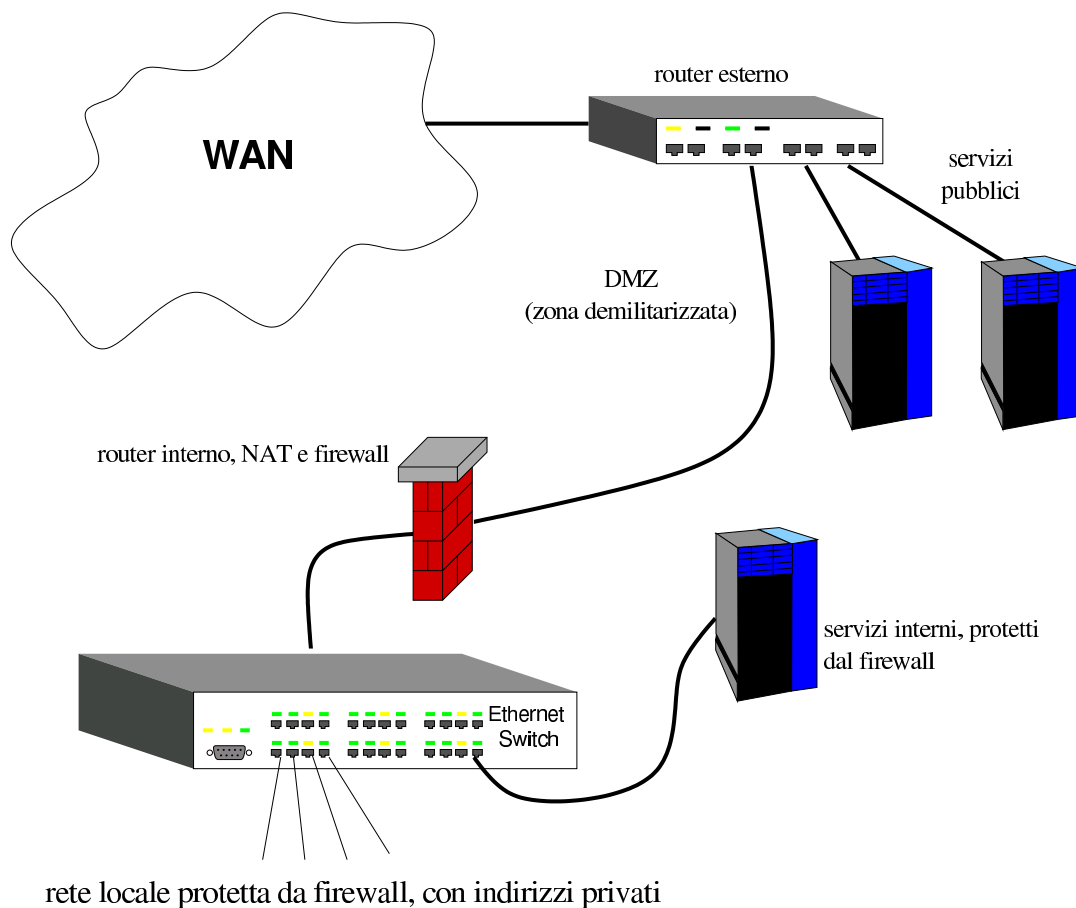 router esterno
WAN
servizi
pubblici
DMZ
(zona demilitarizzata)
router interno, NAT e firewall
servizi interni, protetti
dal firewall
Ethernet
Switch
rete locale protetta da firewall, con indirizzi privati